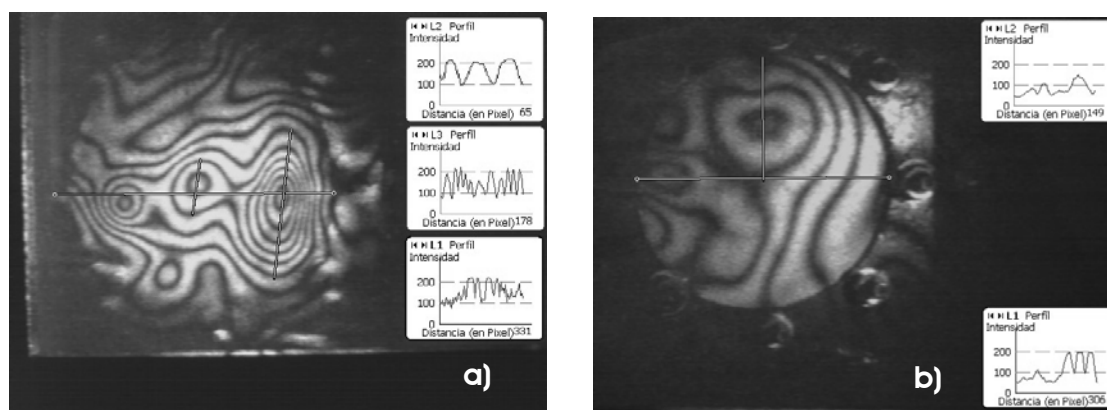 L2 Perfil
Intensidad
200
100
0
Distancia (en Pixel) 65
L3 Perfil
Intensidad
200
100
0
Distancia (en Pixel) 178
L1 Perfil
Intensidad
200
100
0
Distancia (en Pixel) 331
a)
L2 Perfil
Intensidad
200
100
0
Distancia (en Pixel) 149
L1 Perfil
Intensidad
200
100
0
Distancia (en Pixel) 306
b)